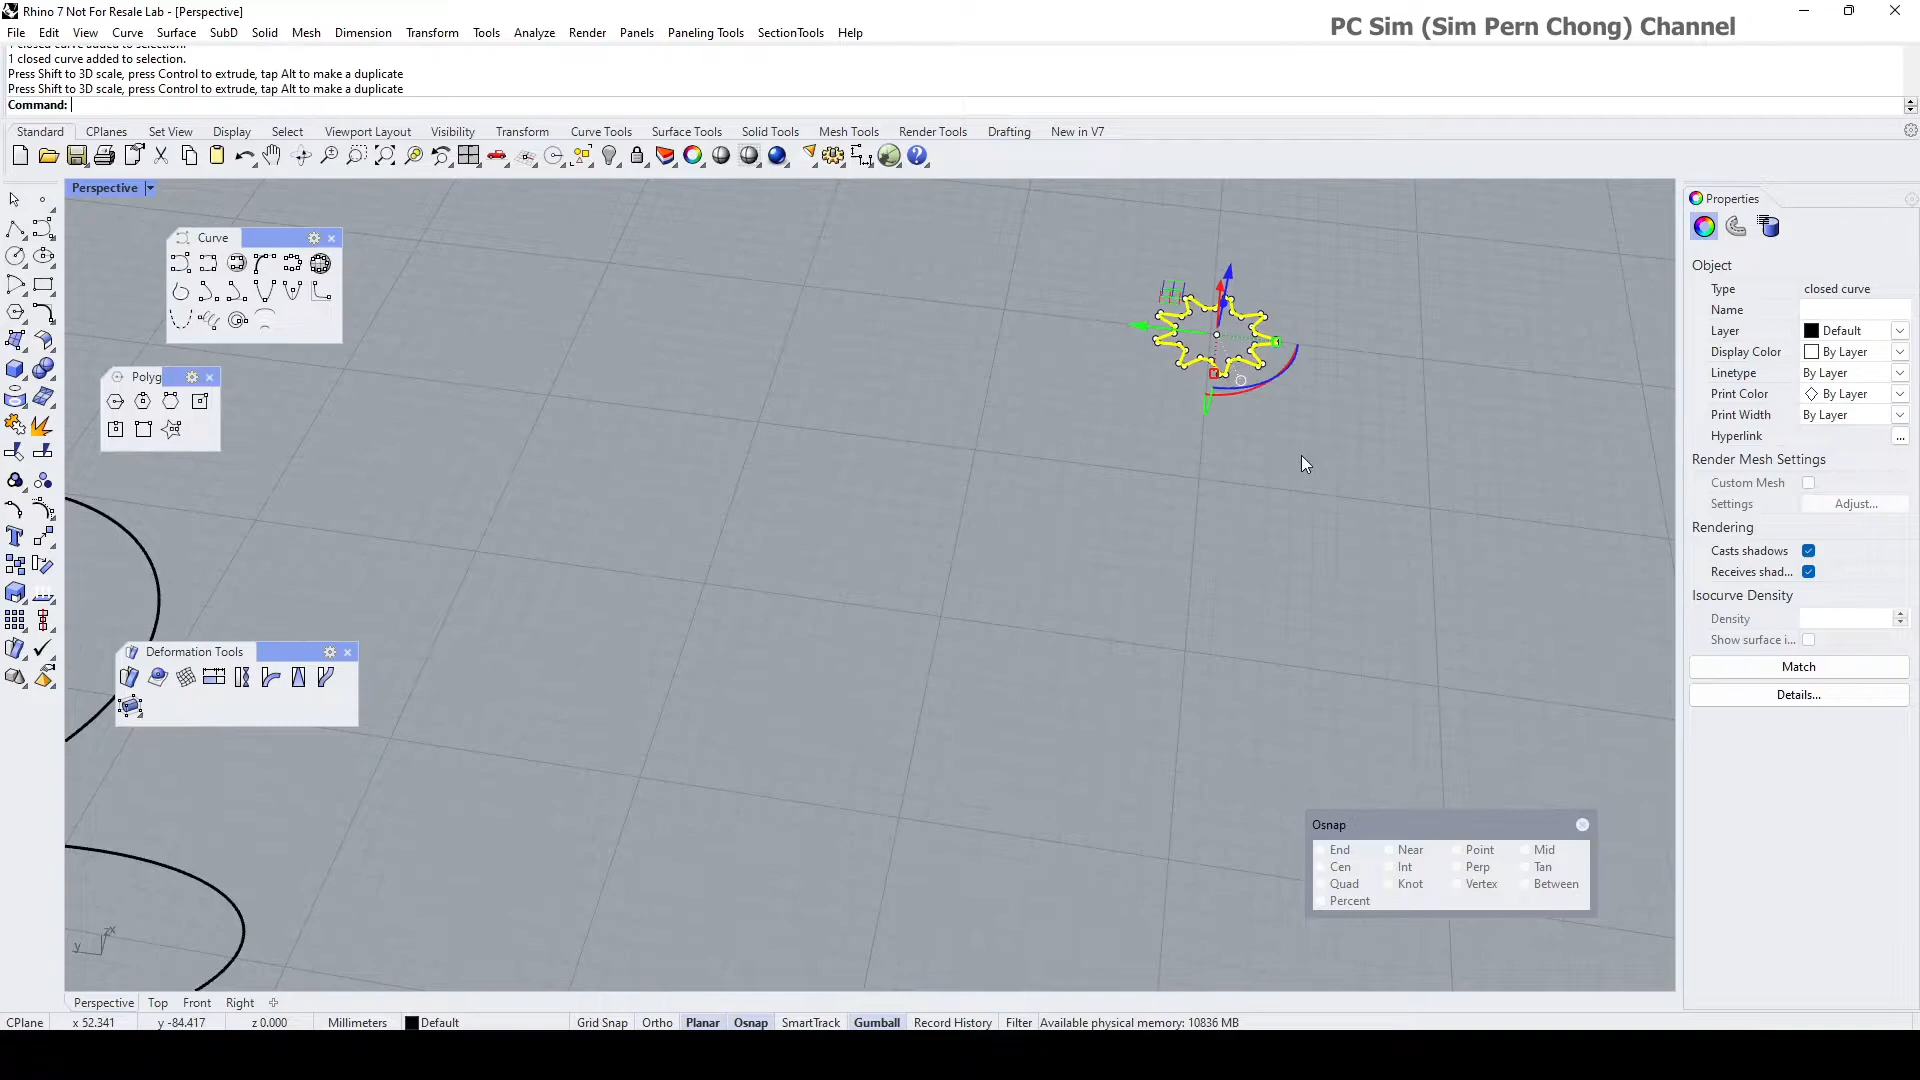 Rhino 7 Not For Resale Lab - [Perspective]
PC Sim (Sim Pern Chong) Channel
File Edit View Curve Surface SubD Solid Mesh Dimension Transform Tools Analyze Render Panels Paneling Tools SectionTools Help
1 closed curve added to selection.
1 closed curve added to selection.
Press Shift to 3D scale, press Control to extrude, tap Alt to make a duplicate
Press Shift to 3D scale, press Control to extrude, tap Alt to make a duplicate
Command:
Standard CPlanes Set View Display Select Viewport Layout Visibility Transform Curve Tools Surface Tools Solid Tools Mesh Tools Render Tools Drafting New in V7
Perspective
Curve
Polyg
Deformation Tools
Properties
Object
Type closed curve
Name
Layer Default
Display Color By Layer
Linetype By Layer
Print Color By Layer
Print Width By Layer
Hyperlink ...
Render Mesh Settings
Custom Mesh
Settings Adjust...
Rendering
Casts shadows
Receives shad...
Isocurve Density
Density
Show surface i...
Match
Details...
Osnap
End Near Point Mid
Cen Int Perp Tan
Quad Knot Vertex Between
Percent
y z x
Perspective Top Front Right
CPlane x 52.341 y -84.417 z 0.000 Millimeters Default Grid Snap Ortho Planar Osnap SmartTrack Gumball Record History Filter Available physical memory: 10836 MB